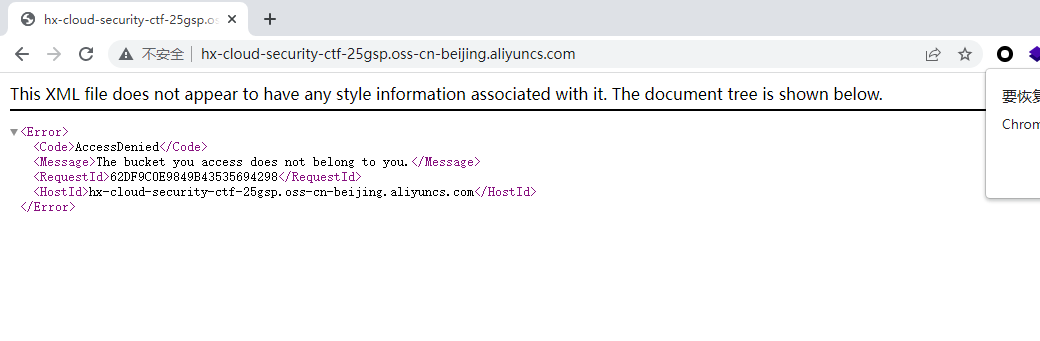 hx-cloud-security-ctf-25gsp.os
不安全 hx-cloud-security-ctf-25gsp.oss-cn-beijing.aliyuncs.com
This XML file does not appear to have any style information associated with it. The document tree is shown below.
要恢复
Chrom
<Error>
<Code>AccessDenied</Code>
<Message>The bucket you access does not belong to you.</Message>
<RequestId>62DF9C0E9849B43535694298</RequestId>
<HostId>hx-cloud-security-ctf-25gsp.oss-cn-beijing.aliyuncs.com</HostId>
</Error>